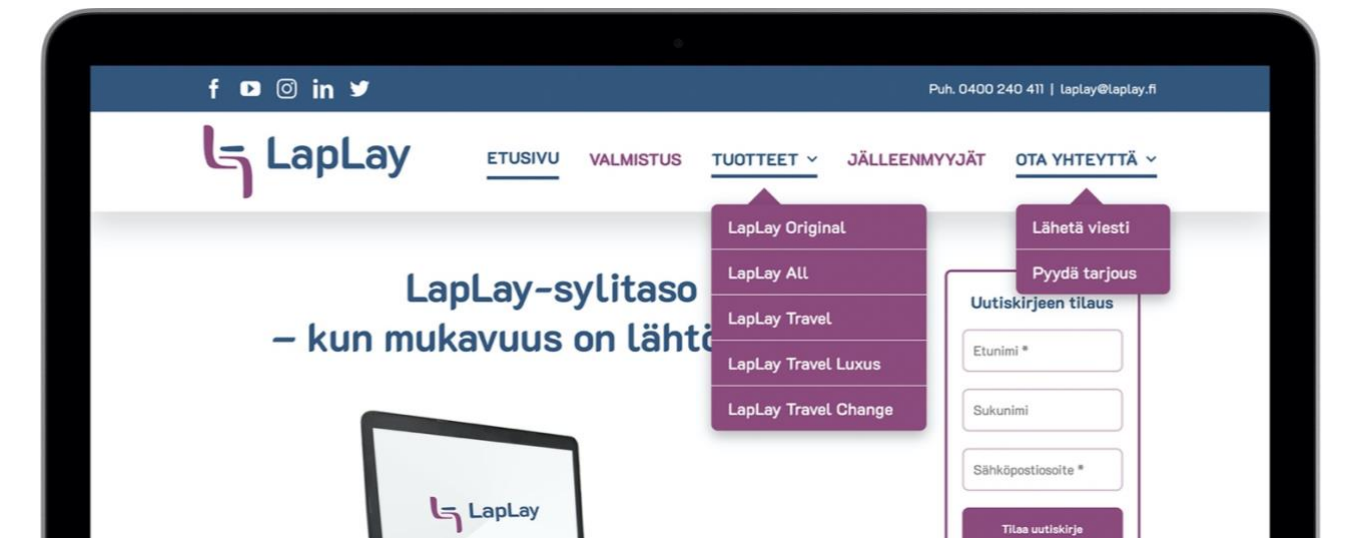 Puh. 0400 240 411 | laplay@laplay.fi
LapLay
ETUSIVU VALMISTUS TUOTTEET JÄLLEENMYYJÄT OTA YHTEYTTÄ
LapLay Original
LapLay All
LapLay Travel
LapLay Travel Luxus
LapLay Travel Change
Lähetä viesti
Pyydä tarjous
LapLay-sylitaso
– kun mukavuus on
Uutiskirjeen tilaus
Etunimi *
Sukunimi
Sähköpostiosoite *
Tilaa uutiskirje
LapLay